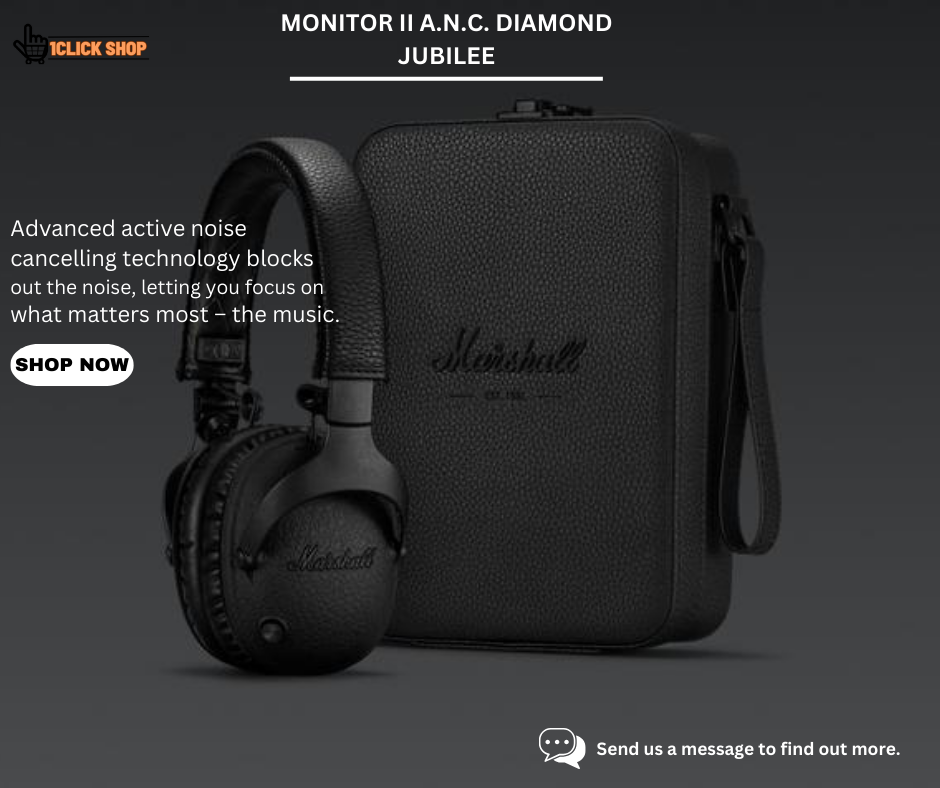 1CLICK SHOP
MONITOR II A.N.C. DIAMOND
JUBILEE
Advanced active noise
cancelling technology blocks
out the noise, letting you focus on
what matters most – the music.
SHOP NOW
Marshall
EST. 1962
Marshall
Send us a message to find out more.